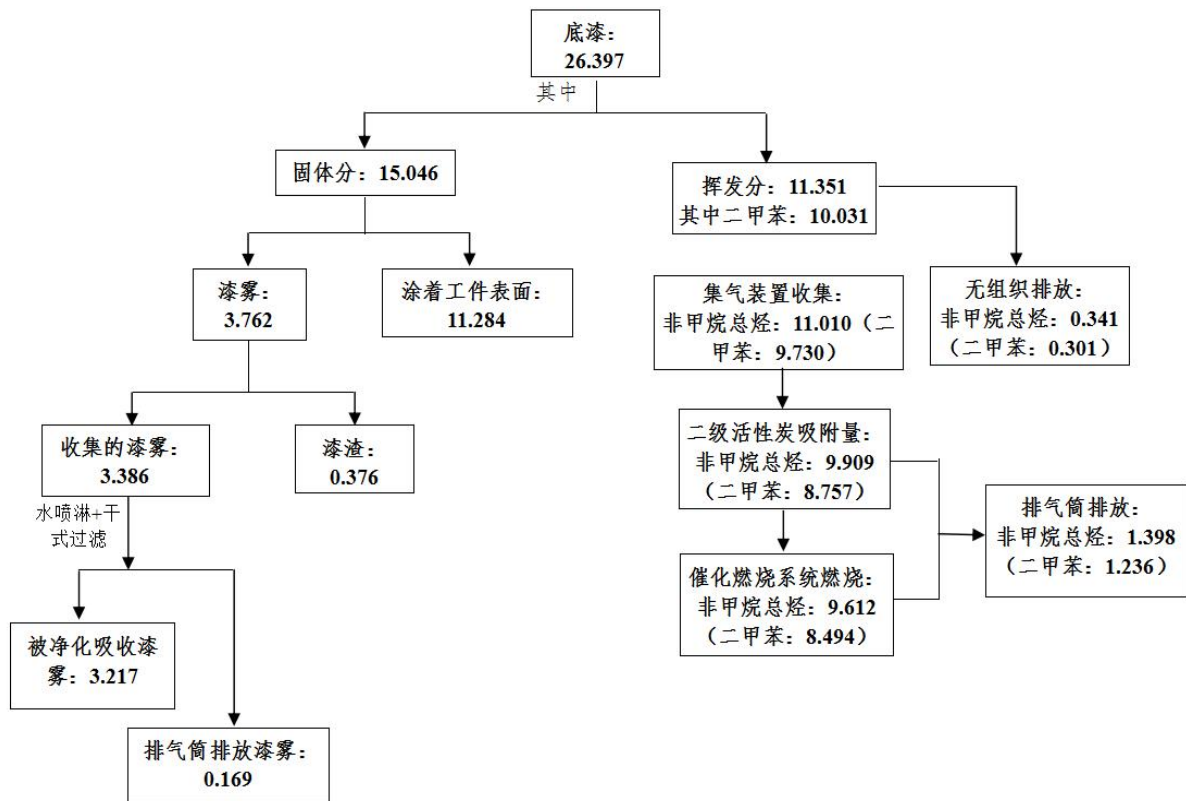 底漆：
26.397
其中
固体分：15.046
挥发分：11.351
其中二甲苯：10.031
漆雾：
3.762
涂着工件表面：
11.284
集气装置收集：
非甲烷总烃：11.010（二
甲苯：9.730）
无组织排放：
非甲烷总烃：0.341
（二甲苯：0.301）
收集的漆雾：
3.386
漆渣：
0.376
二级活性炭吸附量：
非甲烷总烃：9.909
（二甲苯：8.757）
水喷淋+干
式过滤
排气筒排放：
非甲烷总烃：1.398
（二甲苯：1.236）
催化燃烧系统燃烧：
非甲烷总烃：9.612
（二甲苯：8.494）
被净化吸收漆
雾：3.217
排气筒排放漆雾：
0.169